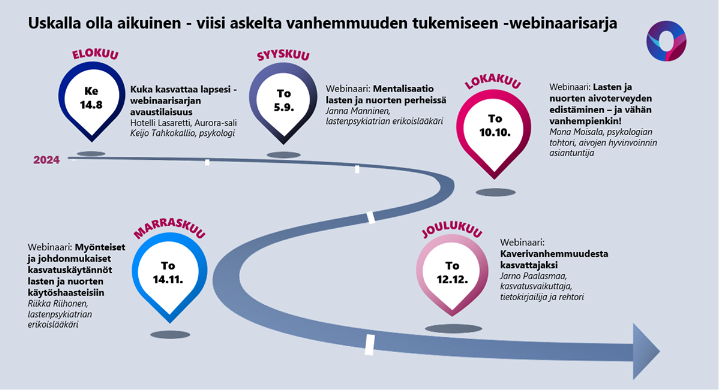 Uskalla olla aikuinen - viisi askelta vanhemmuuden tukemiseen -webinaarisarja
ELOKUU
Ke
14.8
Kuka kasvattaa lapsesi -
webinaarisarjan
avaustilaisuus
Hotelli Lasaretti, Aurora-sali
Keijo Tahkokallio, psykologi
SYYSKUU
To
5.9.
Webinaari: Mentalisaatio
lasten ja nuorten perheissä
Janna Manninen,
lastenpsykiatrian erikoislääkäri
LOKAKUU
To
10.10.
Webinaari: Lasten ja
nuorten aivoterveyden
edistäminen – ja vähän
vanhempienkin!
Mona Moisala, psykologian
tohtori, aivojen hyvinvoinnin
asiantuntija
2024
MARRASKUU
To
14.11.
Webinaari: Myönteiset
ja johdonmukaiset
kasvatuskäytännöt
lasten ja nuorten
käytöshaasteisiin
Riikka Riihonen,
lastenpsykiatrian
erikoislääkäri
JOULUKUU
To
12.12.
Webinaari:
Kaverivanhemmuudesta
kasvattajaksi
Jarno Paalasmaa,
kasvatusvaikuttaja,
tietokirjailija ja rehtori